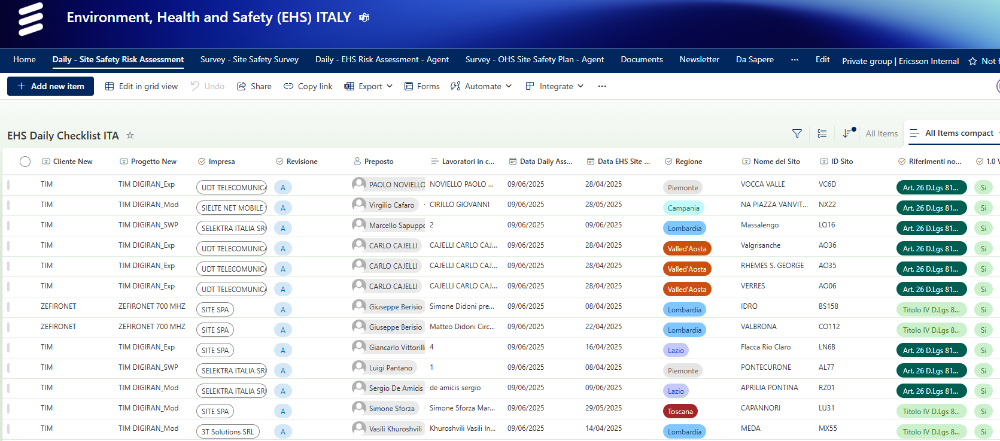 Environment, Health and Safety (EHS) ITALY
Home Daily - Site Safety Risk Assessment Survey - Site Safety Survey Daily - EHS Risk Assessment - Agent Survey - OHS Site Safety Plan - Agent Documents Newsletter Da Sapere ... Edit Private group | Ericsson Internal Not f
+ Add new item Edit in grid view Undo Share Copy link Export Forms Automate Integrate ...
EHS Daily Checklist ITA All Items All Items compact
Cliente New Progetto New Impresa Revisione Preposto Lavoratori in c... Data Daily Ass... Data EHS Site ... Regione Nome del Sito ID Sito Riferimenti no... 1.0 V
TIM TIM DIGIRAN_Exp UDT TELECOMUNICA A PAOLO NOVIELLO NOVIELLO PAOLO ... 09/06/2025 28/04/2025 Piemonte VOCCA VALLE VC6D Art. 26 D.Lgs 81... Si
TIM TIM DIGIRAN_Mod SIELTE NET MOBILE A Virgilio Cafaro CIRILLO GIOVANNI 09/06/2025 28/05/2025 Campania NA PIAZZA VANVIT... NX22 Art. 26 D.Lgs 81... Si
TIM TIM DIGIRAN_SWP SELEKTRA ITALIA SRI A Marcello Sapuppo 2 09/06/2025 09/06/2025 Lombardia Massalengo LO16 Art. 26 D.Lgs 81... Si
TIM TIM DIGIRAN_Exp UDT TELECOMUNICA A CARLO CAJELLI CAJELLI CARLO CAJ... 09/06/2025 28/04/2025 Valled'Aosta Valgrisanche AO36 Art. 26 D.Lgs 81... Si
TIM TIM DIGIRAN_Exp UDT TELECOMUNICA A CARLO CAJELLI CAJELLI CARLO CAJ... 09/06/2025 28/04/2025 Valled'Aosta RHEMES S. GEORGE AO35 Art. 26 D.Lgs 81... Si
TIM TIM DIGIRAN_Exp UDT TELECOMUNICA A CARLO CAJELLI CAJELLI CARLO CAJ... 09/06/2025 28/04/2025 Valled'Aosta VERRES AO06 Art. 26 D.Lgs 81... Si
ZEFIRONET ZEFIRONET 700 MHZ SITE SPA A Giuseppe Berisio Simone Didoni pre... 09/06/2025 08/04/2025 Lombardia IDRO BS158 Titolo IV D.Lgs 8... Si
ZEFIRONET ZEFIRONET 700 MHZ SITE SPA A Giuseppe Berisio Matteo Didoni Circ... 09/06/2025 22/04/2025 Lombardia VALBRONA CO112 Titolo IV D.Lgs 8... Si
TIM TIM DIGIRAN_Exp SITE SPA A Giancarlo Vittorilli 4 09/06/2025 16/04/2025 Lazio Flacca Rio Claro LN6B Art. 26 D.Lgs 81... Si
TIM TIM DIGIRAN_SWP SELEKTRA ITALIA SRI A Luigi Pantano 1 09/06/2025 08/04/2025 Piemonte PONTECURONE AL77 Art. 26 D.Lgs 81... Si
TIM TIM DIGIRAN_Mod SELEKTRA ITALIA SRI A Sergio De Amicis de amicis sergio 09/06/2025 09/06/2025 Lazio APRILIA PONTINA RZ01 Art. 26 D.Lgs 81... Si
TIM TIM DIGIRAN_Mod SITE SPA A Simone Sforza Simone Sforza Mar... 09/06/2025 29/05/2025 Toscana CAPANNORI LU31 Titolo IV D.Lgs 8... Si
TIM TIM DIGIRAN_Mod 3T Solutions SRL A Vasili Khuroshvili Khuroshvili Vasili In... 09/06/2025 14/04/2025 Lombardia MEDA MX55 Titolo IV D.Lgs 8... Si